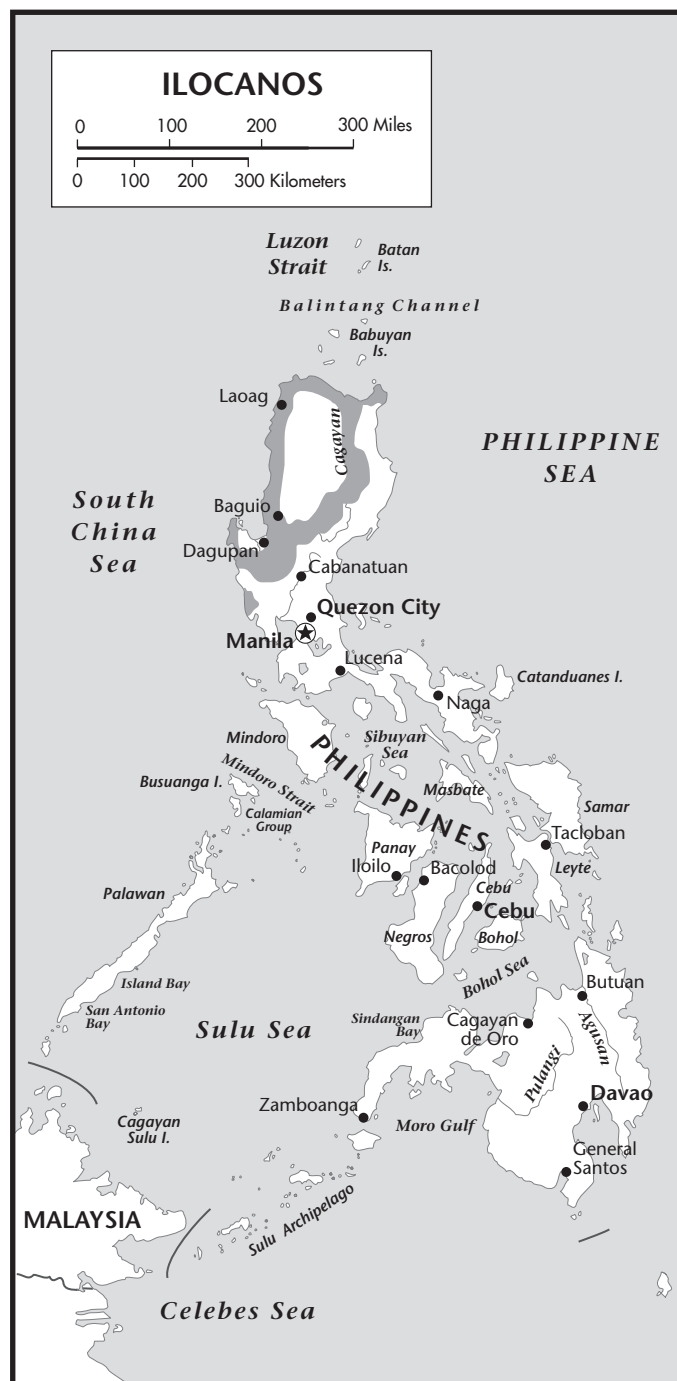 ILOCANOS
0 100 200 300 Miles
0 100 200 300 Kilometers
Luzon
Strait
Batan
Is.
Balintang Channel
Babuyan
Is.
Laoag
Cagayan
PHILIPPINE
SEA
South
China
Sea
Baguio
Dagupan
Cabanatuan
Quezon City
Manila
Lucena
Catanduanes I.
Naga
Mindoro
Sibuyan
Sea
PHILIPPINES
Mindoro Strait
Busuanga I.
Calamian
Group
Masbate
Samar
Tacloban
Panay
Iloilo
Bacolod
Leyte
Cebú
Cebu
Palawan
Negros
Bohol
Bohol Sea
Island Bay
San Antonio
Bay
Butuan
Sulu Sea
Sindangan
Bay
Cagayan
de Oro
Agusan
Pulangi
Davao
Zamboanga
Moro Gulf
Cagayan
Sulu I.
General
Santos
MALAYSIA
Sulu Archipelago
Celebes Sea